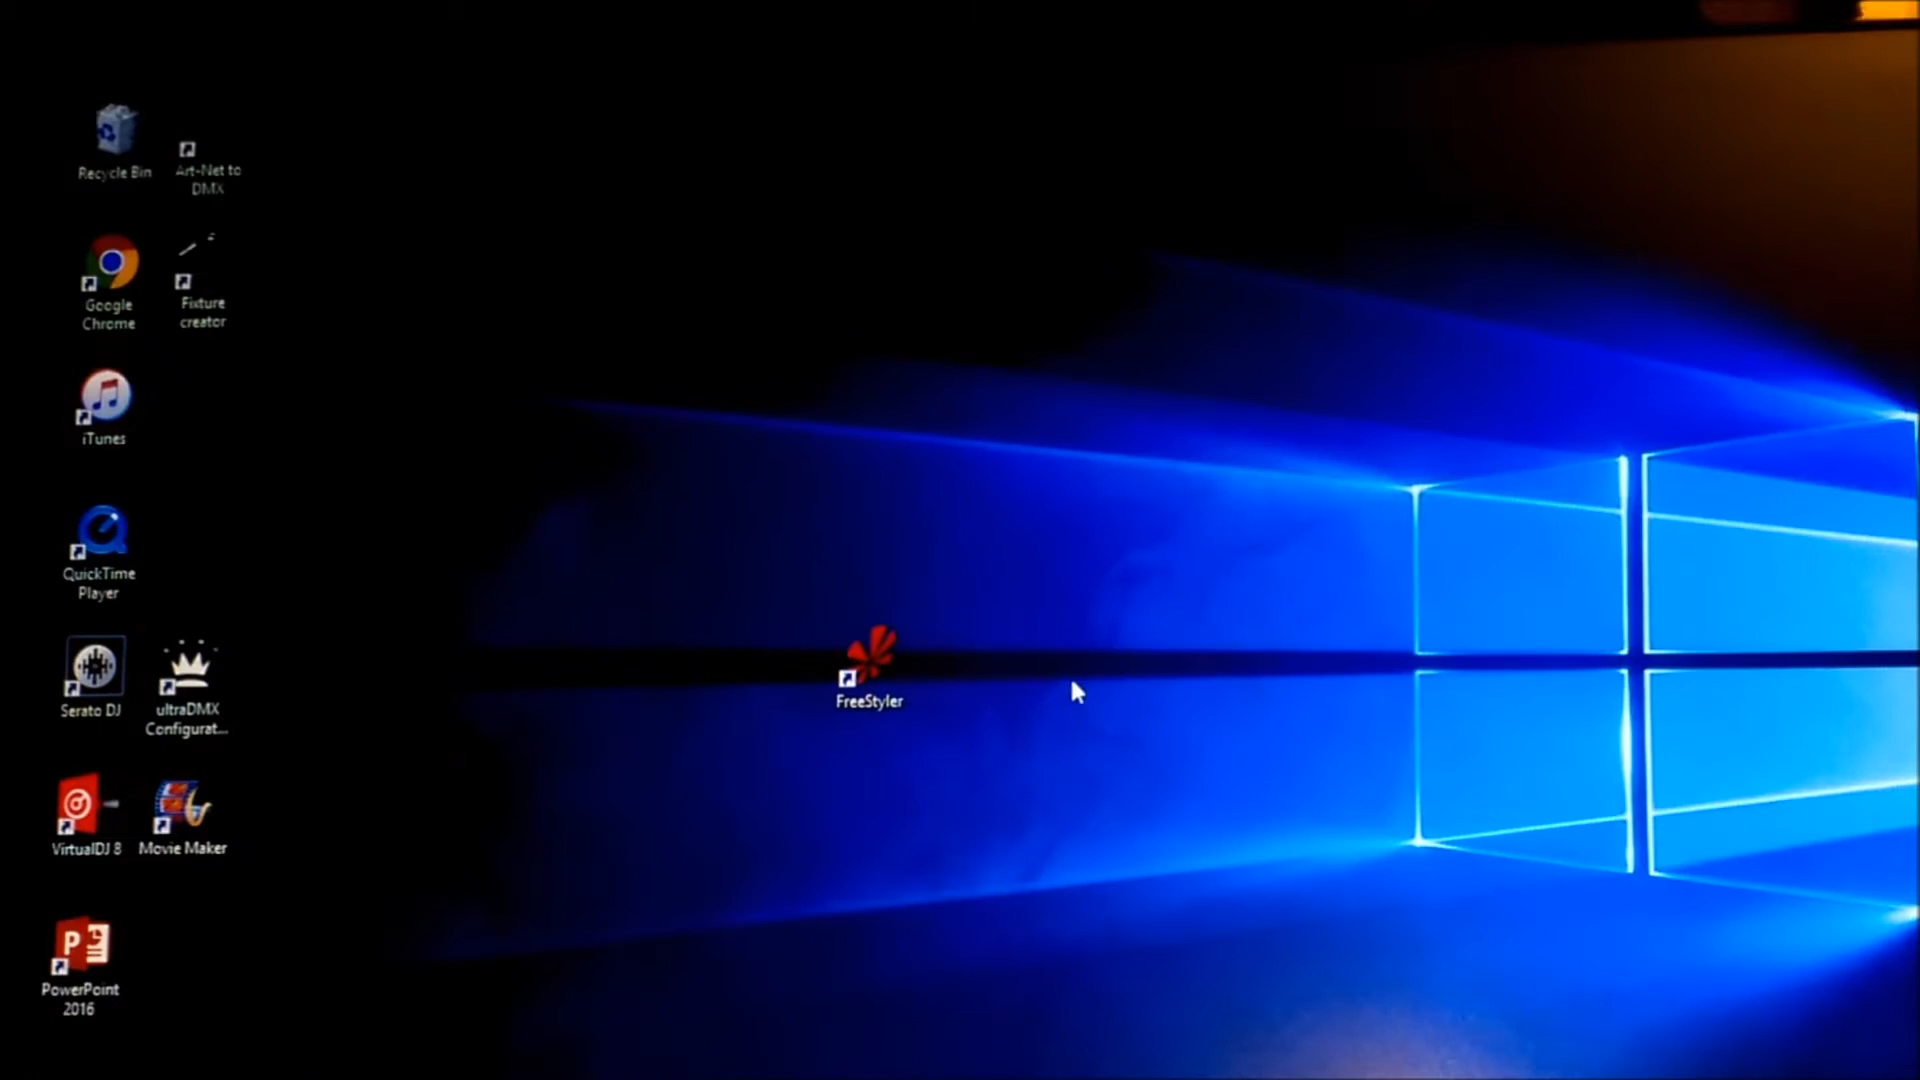 Recycle Bin
Art-Net to
DMX
Google
Chrome
Fixture
creator
iTunes
QuickTime
Player
Serato DJ
ultraDMX
Configurat...
FreeStyler
VirtualDJ 8
Movie Maker
PowerPoint
2016